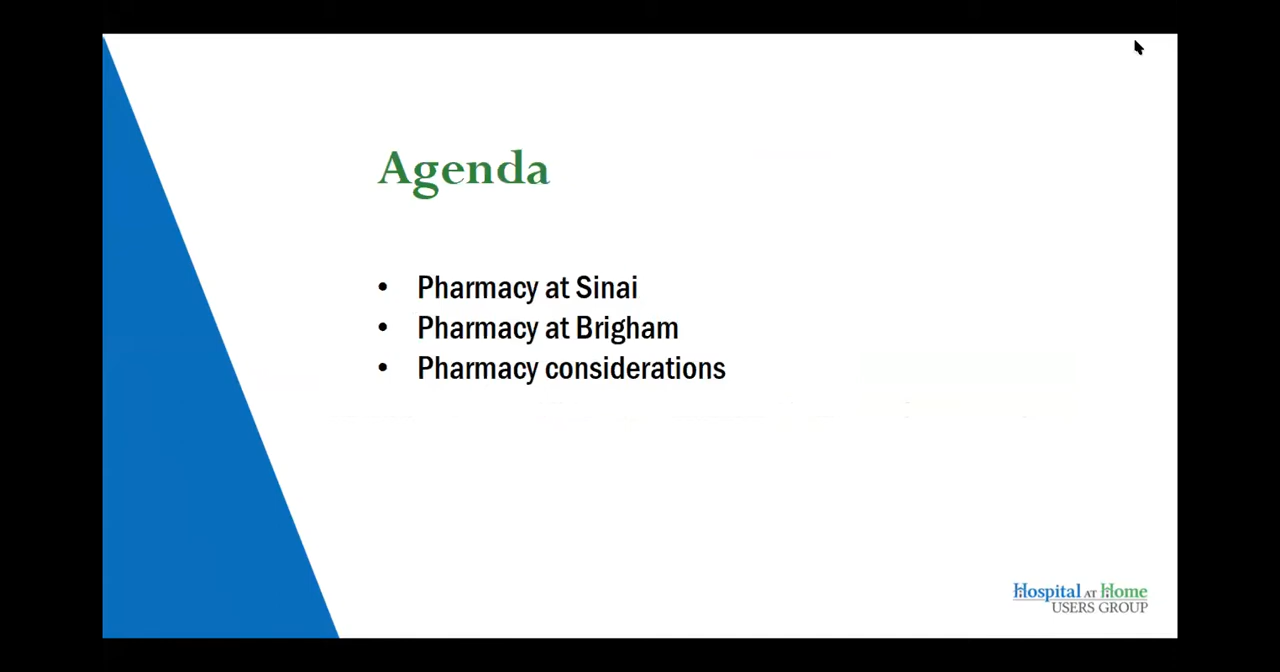 Agenda
• Pharmacy at Sinai
• Pharmacy at Brigham
• Pharmacy considerations
Hospital AT Home
USERS GROUP